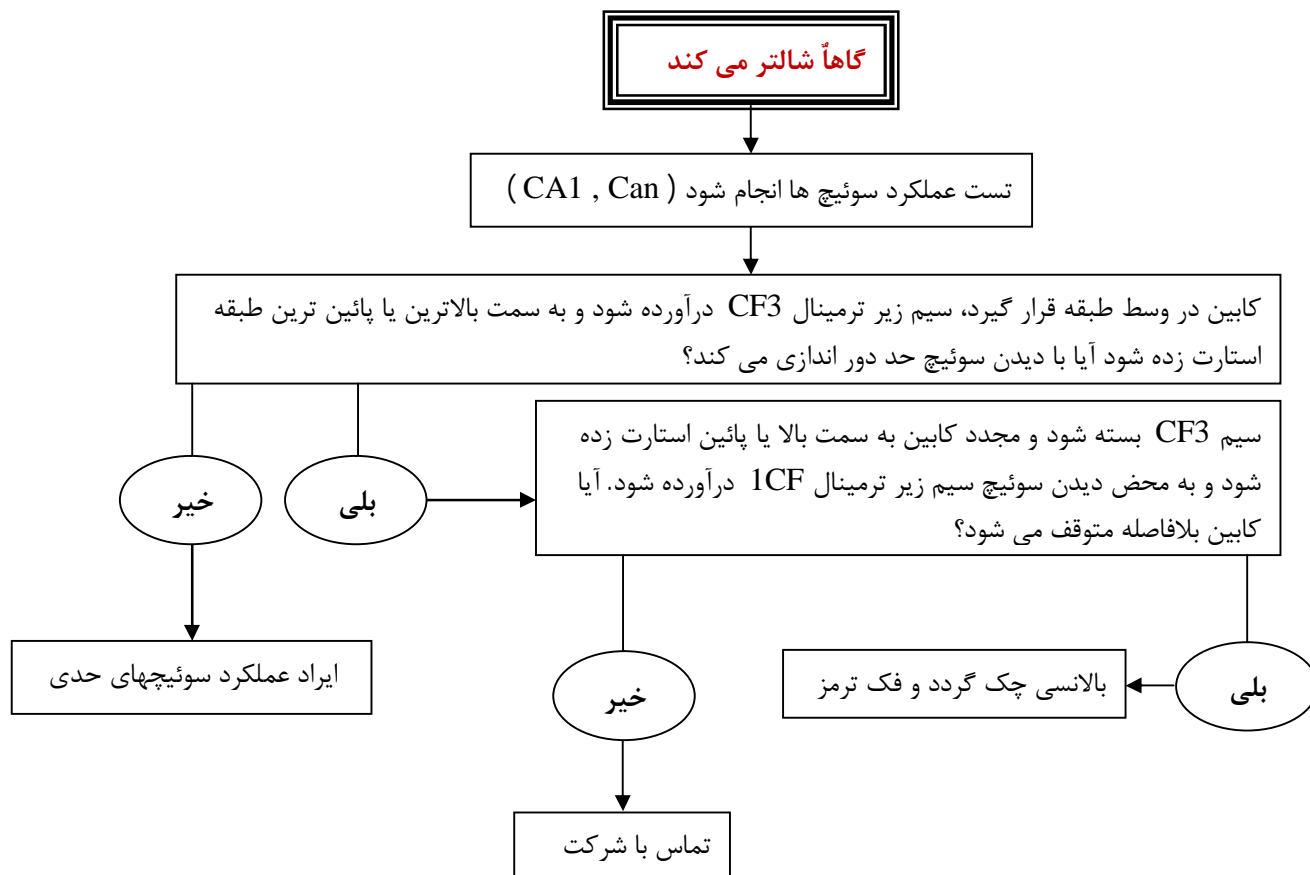 گاهاٌ شالتر می کند
تست عملکرد سوئیچ ها انجام شود ( CA1 , Can )
کابین در وسط طبقه قرار گیرد، سیم زیر ترمینال CF3 درآورده شود و به سمت بالاترین یا پائین ترین طبقه
استارت زده شود آیا با دیدن سوئیچ حد دور اندازی می کند؟
سیم CF3 بسته شود و مجدد کابین به سمت بالا یا پائین استارت زده
شود و به محض دیدن سوئیچ سیم زیر ترمینال 1CF درآورده شود. آیا
کابین بلافاصله متوقف می شود؟
بلی
خیر
ایراد عملکرد سوئیچهای حدی
بلی
بالانسی چک گردد و فک ترمز
خیر
تماس با شرکت